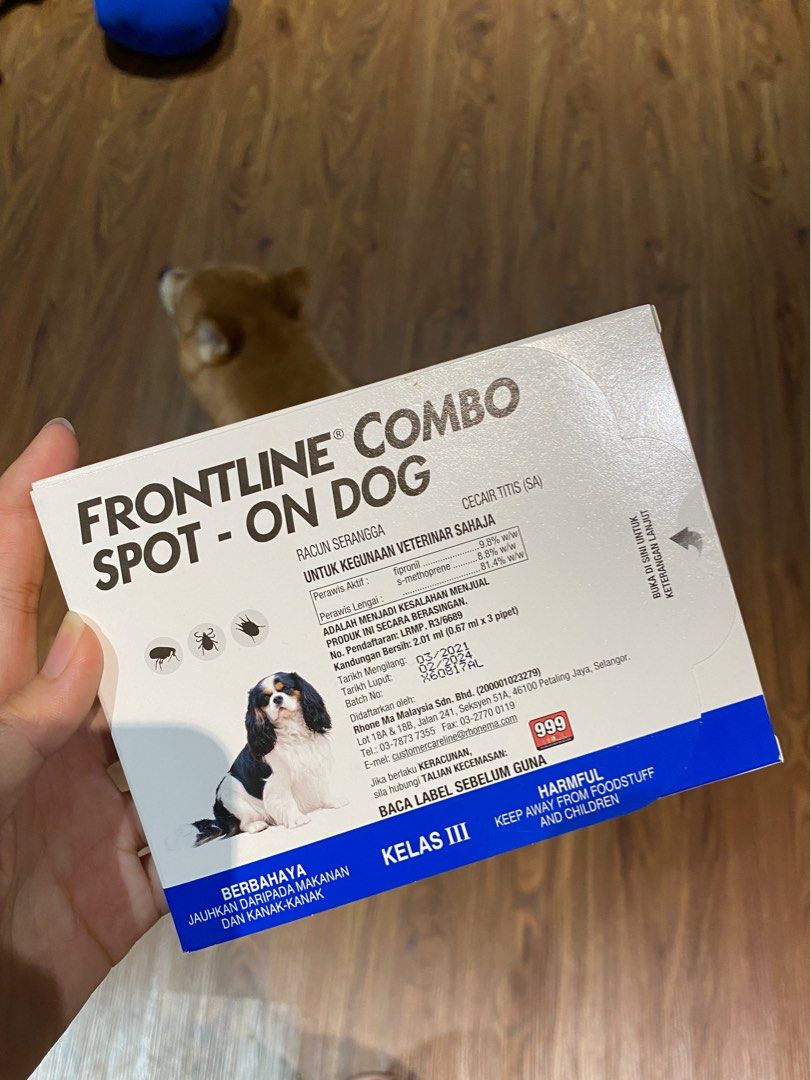 FRONTLINE® COMBO
SPOT - ON DOG
RACUN SERANGGA
CECAIR TITIS (SA)
UNTUK KEGUNAAN VETERINAR SAHAJA
Perawis Aktif : fipronil ..................9.8% w/w
s-methoprene ..........8.8% w/w
Perawis Lengai : ..........................81.4% w/w
ADALAH MENJADI KESALAHAN MENJUAL
PRODUK INI SECARA BERASINGAN.
No. Pendaftaran: LRMP. R3/6689
Kandungan Bersih: 2.01 ml (0.67 ml x 3 pipet)
Tarikh Mengilang: 03/2021
Tarikh Luput: 02/2024
Batch No: X60817AL
Didaftarkan oleh:
Rhone Ma Malaysia Sdn. Bhd. (200001023279)
Lot 18A & 18B, Jalan 241, Seksyen 51A, 46100 Petaling Jaya, Selangor.
Tel.: 03-7873 7355 Fax: 03-2770 0119
E-mel: customercareline@rhonema.com
Jika berlaku KERACUNAN,
sila hubungi TALIAN KECEMASAN: 999
BACA LABEL SEBELUM GUNA
BUKA DI SINI UNTUK
KETERANGAN LANJUT
BERBAHAYA
JAUHKAN DARIPADA MAKANAN
DAN KANAK-KANAK
KELAS III
HARMFUL
KEEP AWAY FROM FOODSTUFF
AND CHILDREN